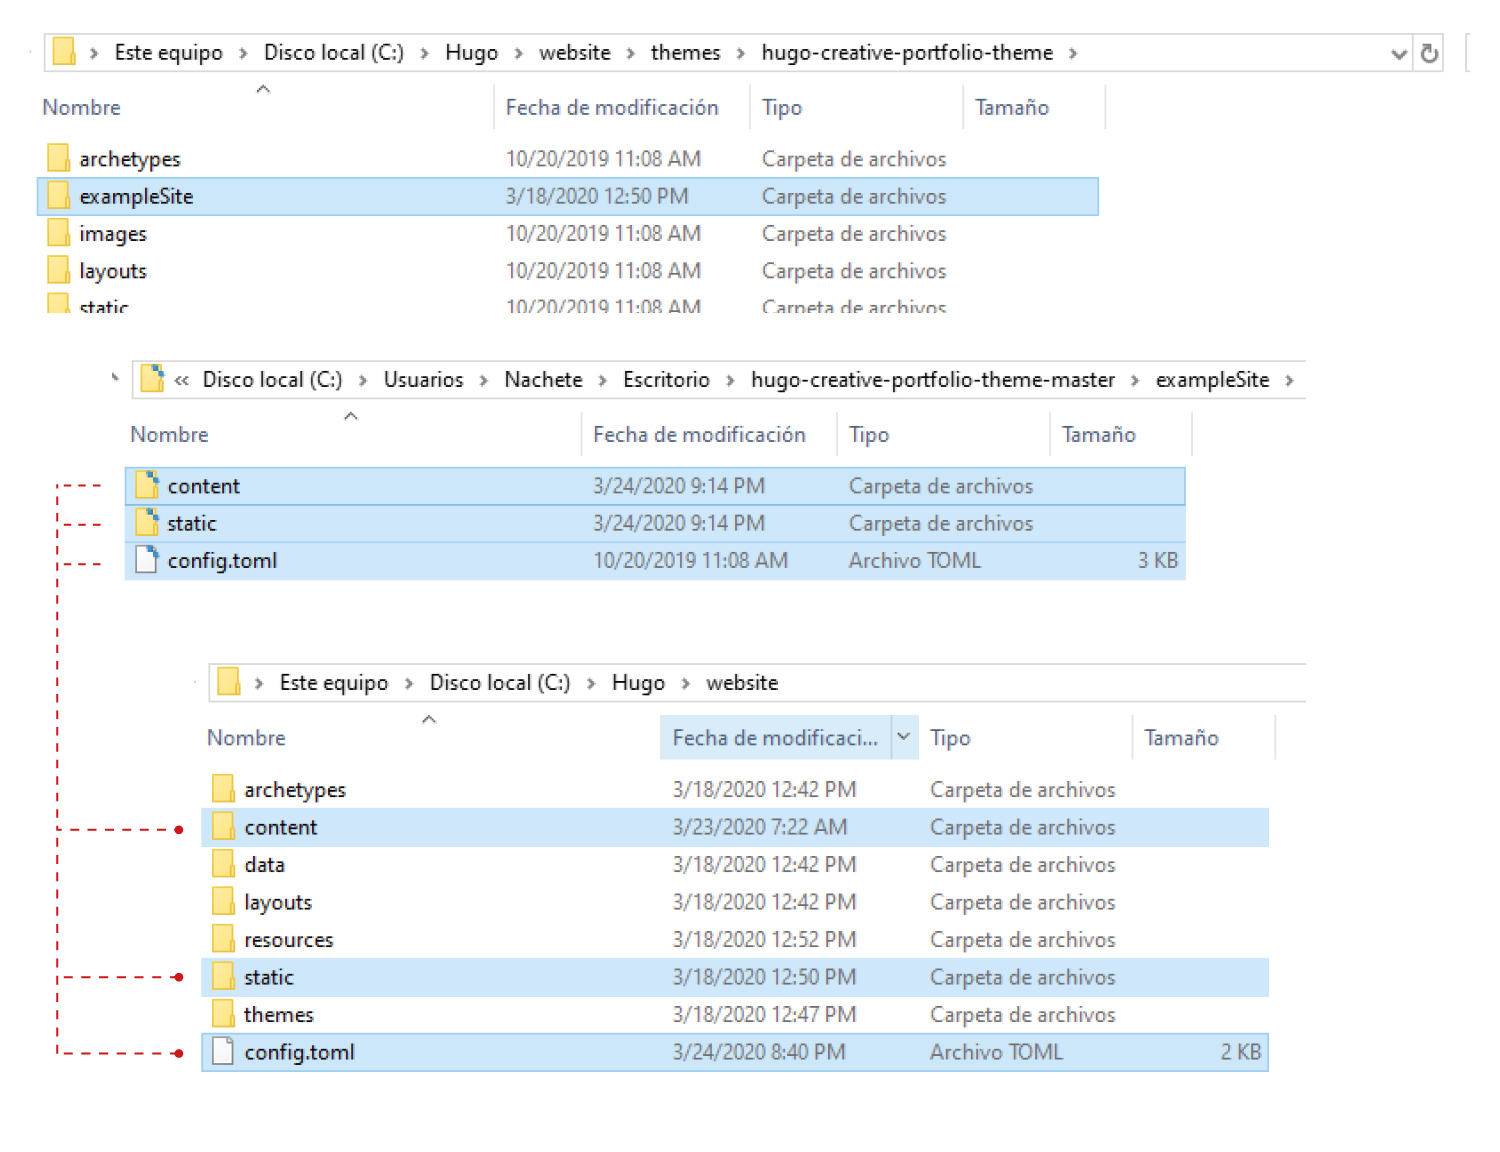 Este equipo > Disco local (C:) > Hugo > website > themes > hugo-creative-portfolio-theme >
Nombre Fecha de modificación Tipo Tamaño
archetypes 10/20/2019 11:08 AM Carpeta de archivos
exampleSite 3/18/2020 12:50 PM Carpeta de archivos
images 10/20/2019 11:08 AM Carpeta de archivos
layouts 10/20/2019 11:08 AM Carpeta de archivos
static 10/20/2019 11:08 AM Carpeta de archivos
« Disco local (C:) > Usuarios > Nachete > Escritorio > hugo-creative-portfolio-theme-master > exampleSite >
Nombre Fecha de modificación Tipo Tamaño
content 3/24/2020 9:14 PM Carpeta de archivos
static 3/24/2020 9:14 PM Carpeta de archivos
config.toml 10/20/2019 11:08 AM Archivo TOML 3 KB
Este equipo > Disco local (C:) > Hugo > website
Nombre Fecha de modificaci... Tipo Tamaño
archetypes 3/18/2020 12:42 PM Carpeta de archivos
content 3/23/2020 7:22 AM Carpeta de archivos
data 3/18/2020 12:42 PM Carpeta de archivos
layouts 3/18/2020 12:42 PM Carpeta de archivos
resources 3/18/2020 12:52 PM Carpeta de archivos
static 3/18/2020 12:50 PM Carpeta de archivos
themes 3/18/2020 12:47 PM Carpeta de archivos
config.toml 3/24/2020 8:40 PM Archivo TOML 2 KB